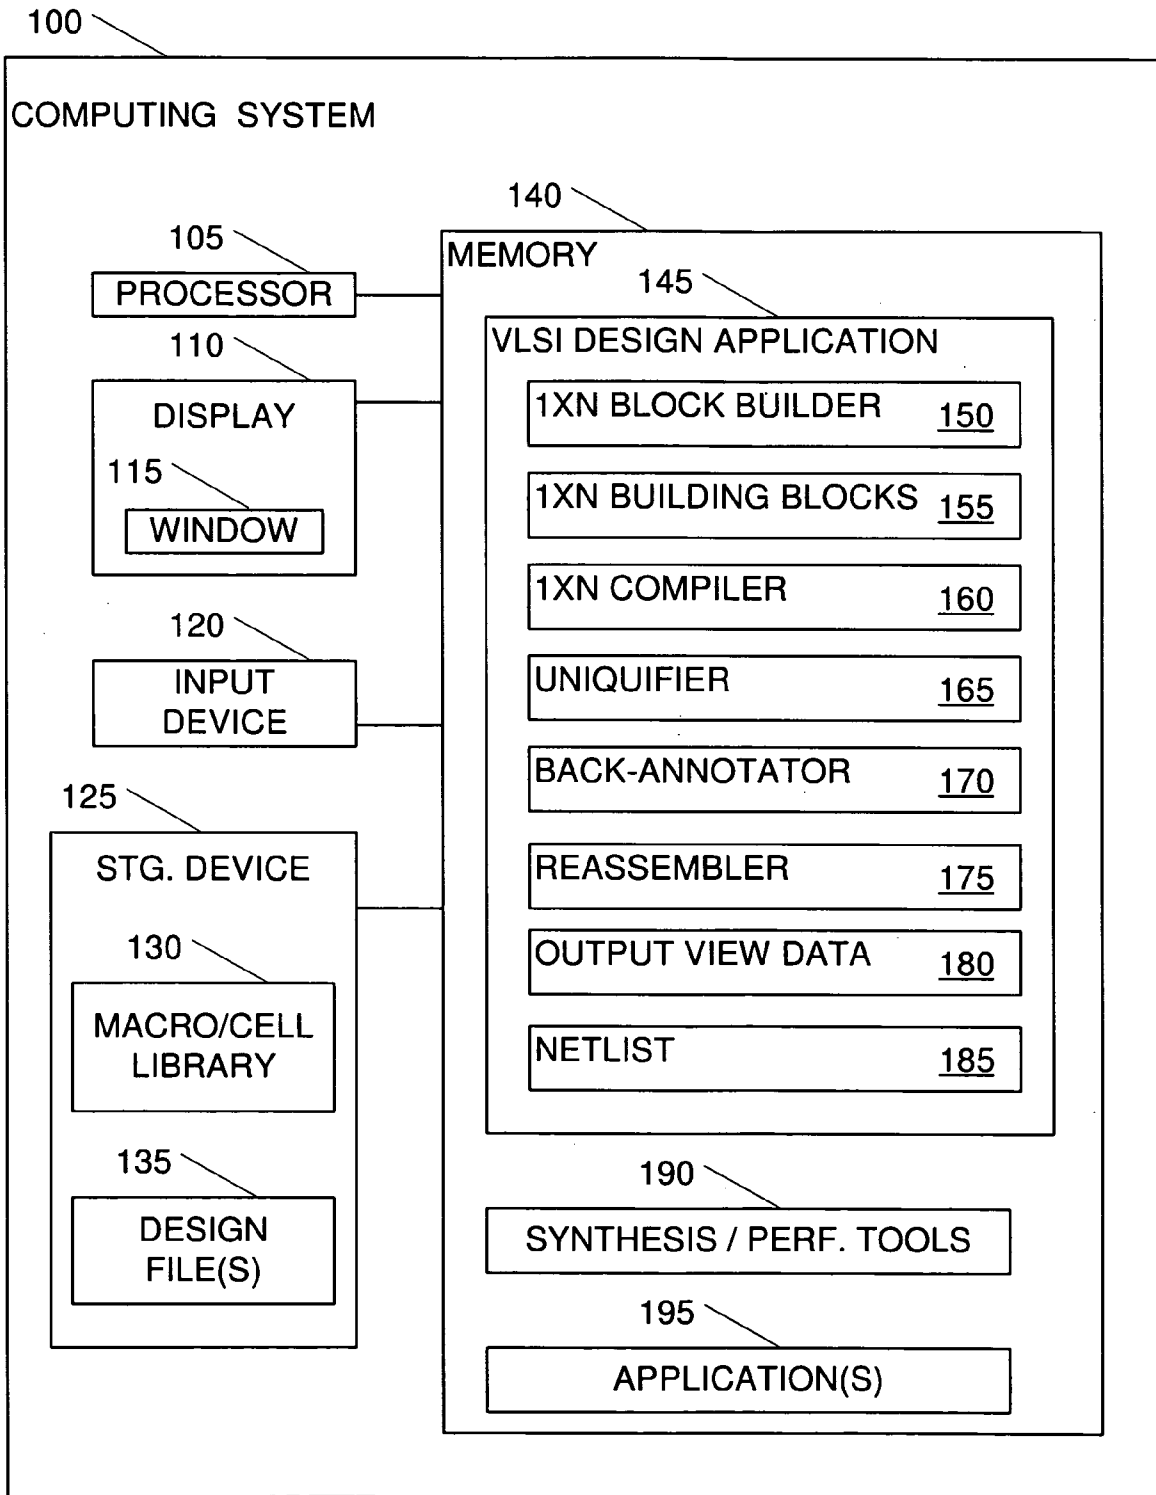 100
COMPUTING SYSTEM
140
105
MEMORY
PROCESSOR
145
110
VLSI DESIGN APPLICATION
DISPLAY
1XN BLOCK BUILDER 150
115
WINDOW
1XN BUILDING BLOCKS 155
1XN COMPILER 160
120
INPUT
DEVICE
UNIQUIFIER 165
BACK-ANNOTATOR 170
125
STG. DEVICE
REASSEMBLER 175
130
OUTPUT VIEW DATA 180
MACRO/CELL
LIBRARY
NETLIST 185
135
190
DESIGN
FILE(S)
SYNTHESIS / PERF. TOOLS
195
APPLICATION(S)